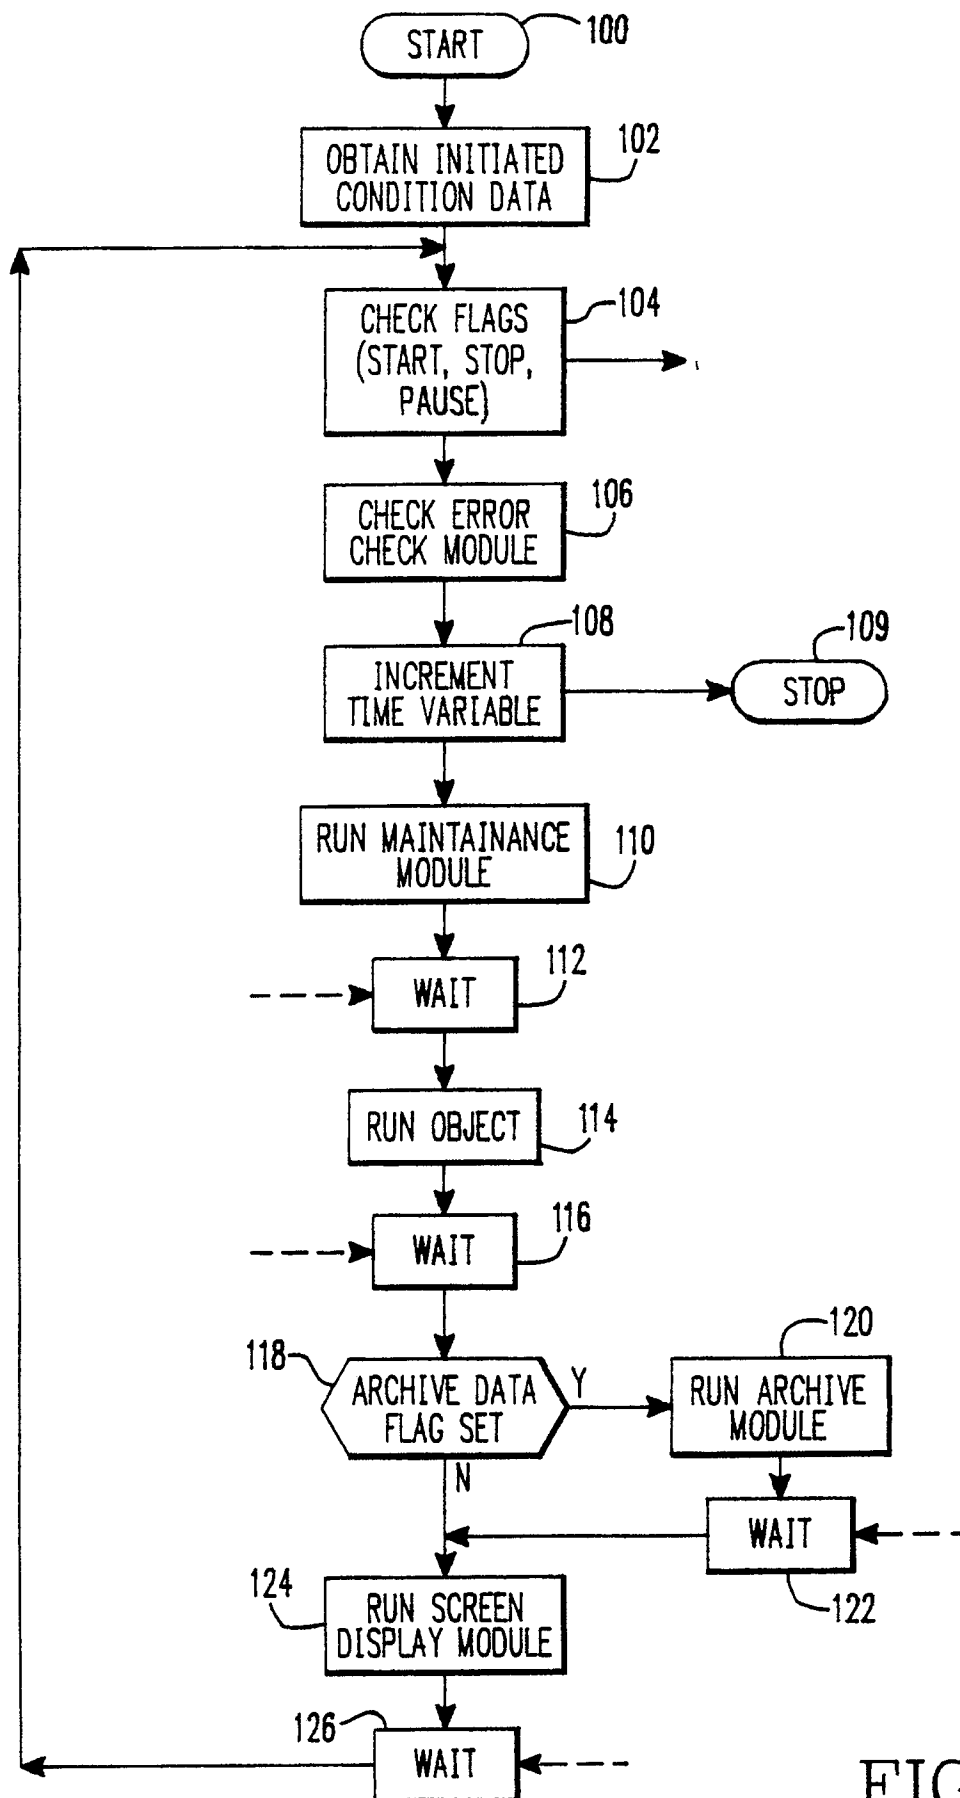 START
100
OBTAIN INITIATED
CONDITION DATA
102
CHECK FLAGS
(START, STOP,
PAUSE)
104
CHECK ERROR
CHECK MODULE
106
INCREMENT
TIME VARIABLE
108
STOP
109
RUN MAINTAINANCE
MODULE
110
WAIT
112
RUN OBJECT
114
WAIT
116
118
ARCHIVE DATA
FLAG SET
Y
N
120
RUN ARCHIVE
MODULE
WAIT
122
124
RUN SCREEN
DISPLAY MODULE
126
WAIT
FIG